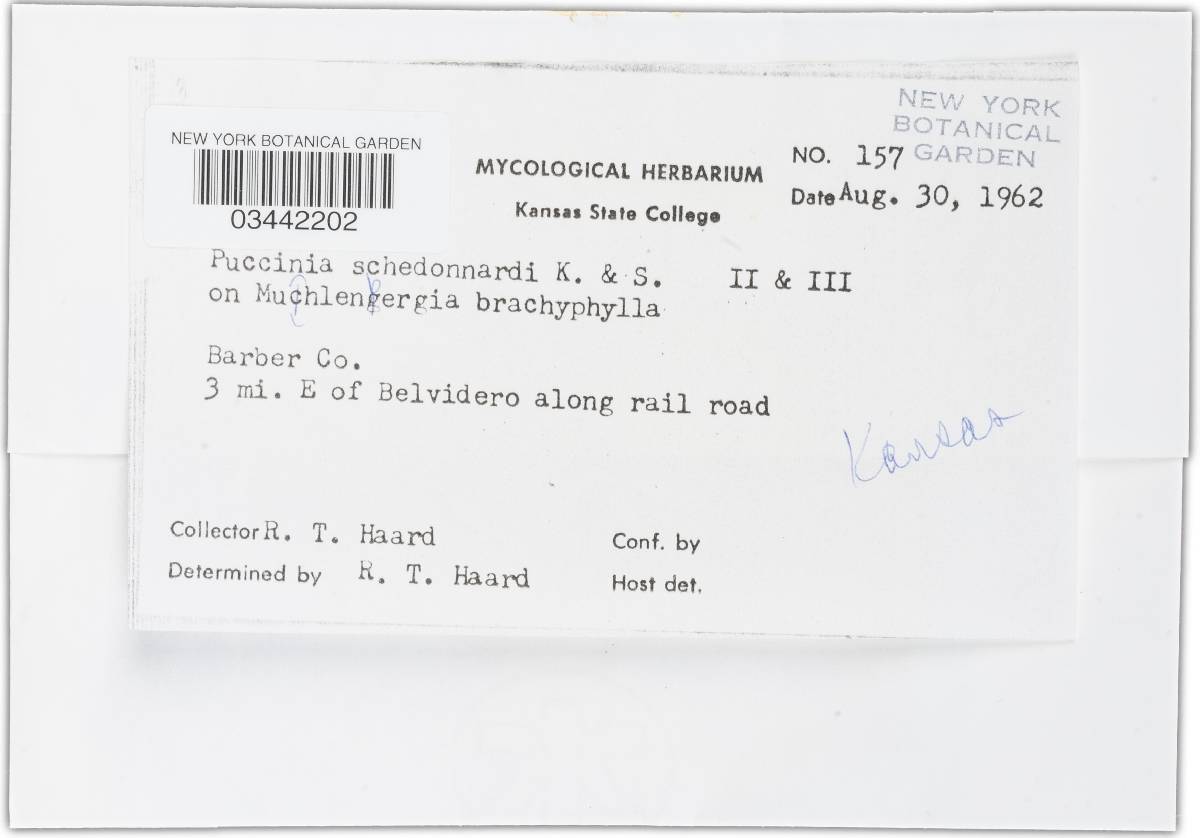 NEW YORK BOTANICAL GARDEN
03442202
MYCOLOGICAL HERBARIUM
Kansas State College
NEW YORK
BOTANICAL
GARDEN
NO. 157
Date Aug. 30, 1962
Puccinia schedonnardi K. & S. II & III
on Muchlenbergia brachyphylla
Barber Co.
3 mi. E of Belvidero along rail road
Kansas
Collector R. T. Haard
Determined by R. T. Haard
Conf. by
Host det.